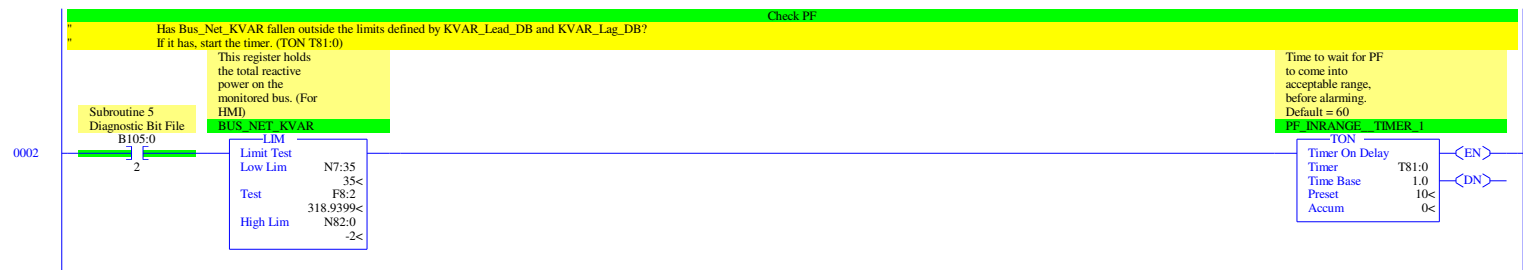 Check PF
" Has Bus_Net_KVAR fallen outside the limits defined by KVAR_Lead_DB and KVAR_Lag_DB?
" If it has, start the timer. (TON T81:0)
This register holds
the total reactive
power on the
monitored bus. (For
HMI)
BUS_NET_KVAR
Time to wait for PF
to come into
acceptable range,
before alarming.
Default = 60
PF_INRANGE__TIMER_1
Subroutine 5
Diagnostic Bit File
B105:0
2
0002
LIM
Limit Test
Low Lim N7:35
35<
Test F8:2
318.9399<
High Lim N82:0
-2<
TON
Timer On Delay
Timer T81:0
Time Base 1.0
Preset 10<
Accum 0<
EN
DN